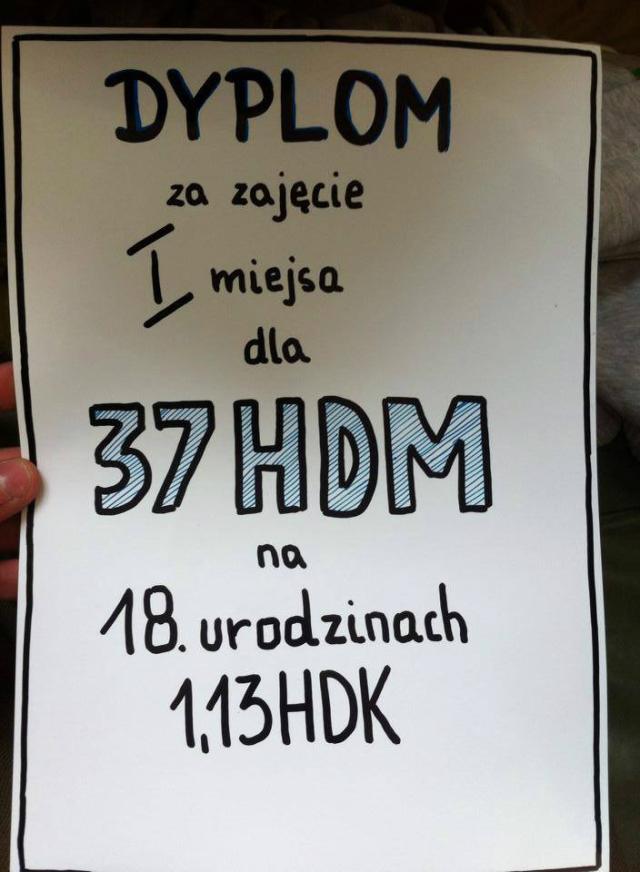 DYPLOM
za zajęcie
I miejsa
dla
37 HDM
na
18. urodzinach
1,13HDK